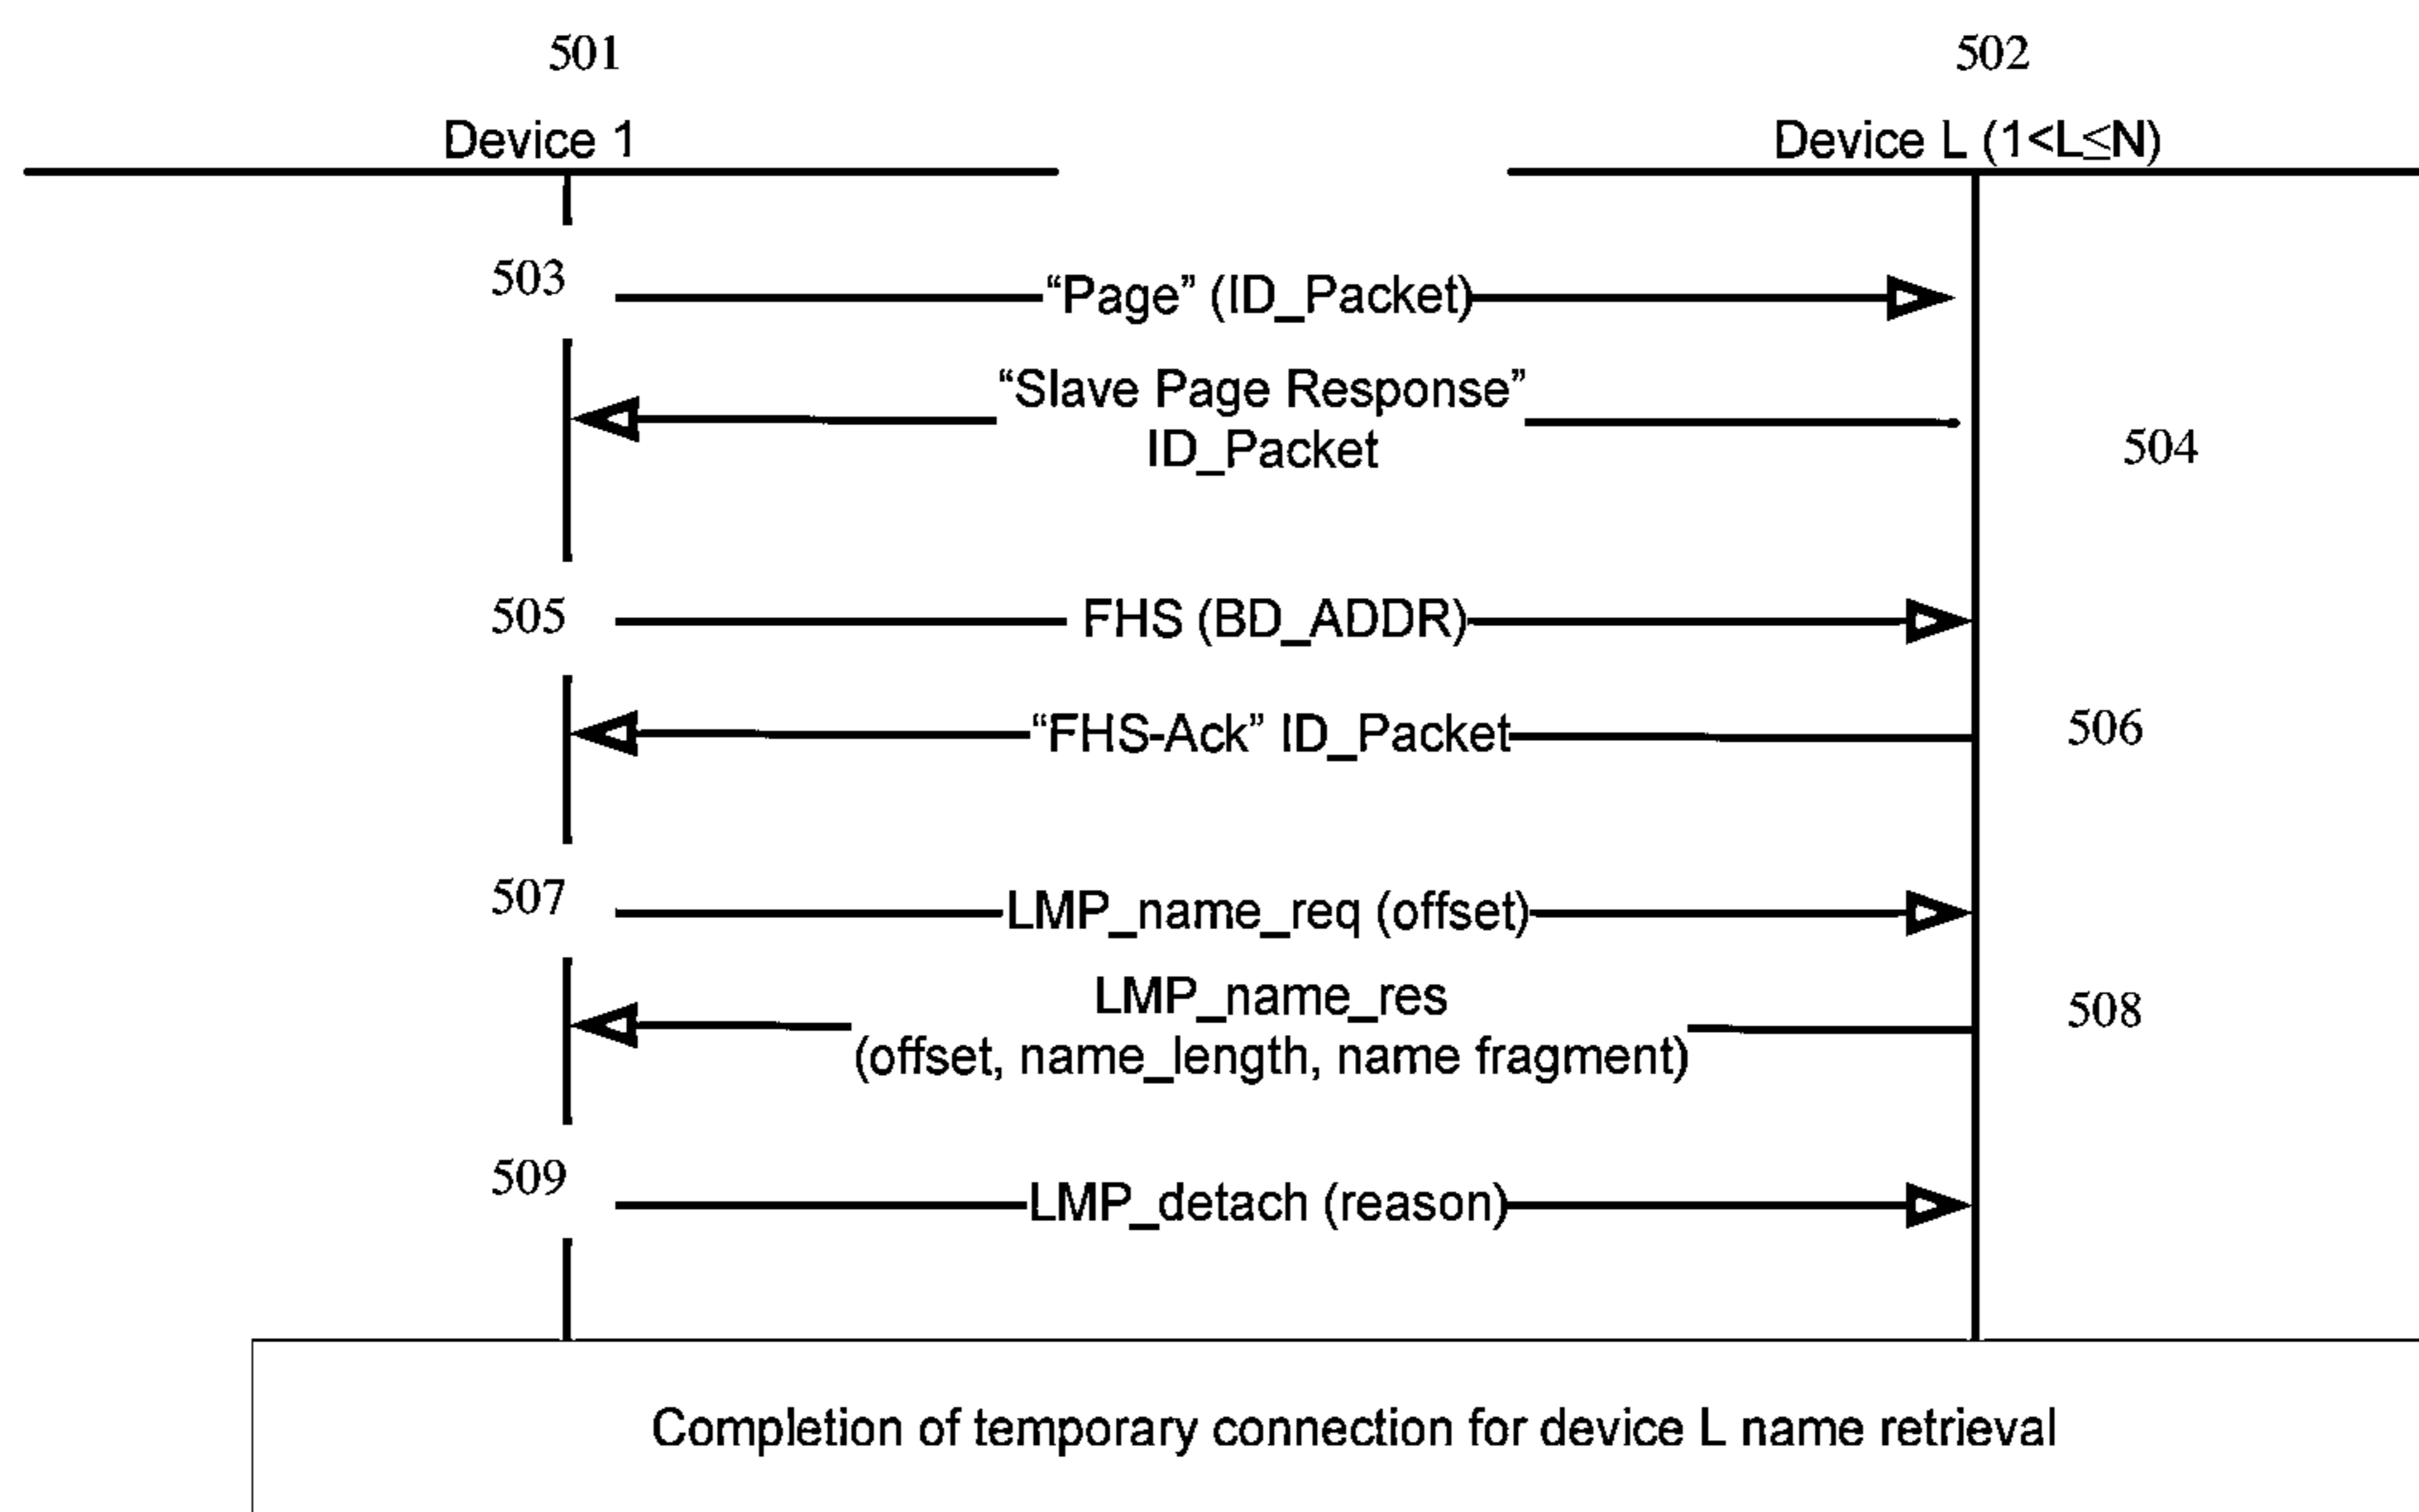 501
502
Device 1
Device L (1<L≤N)
503
“Page” (ID_Packet)
“Slave Page Response”
ID_Packet
504
505
FHS (BD_ADDR)
“FHS-Ack” ID_Packet
506
507
LMP_name_req (offset)
LMP_name_res
(offset, name_length, name fragment)
508
509
LMP_detach (reason)
Completion of temporary connection for device L name retrieval